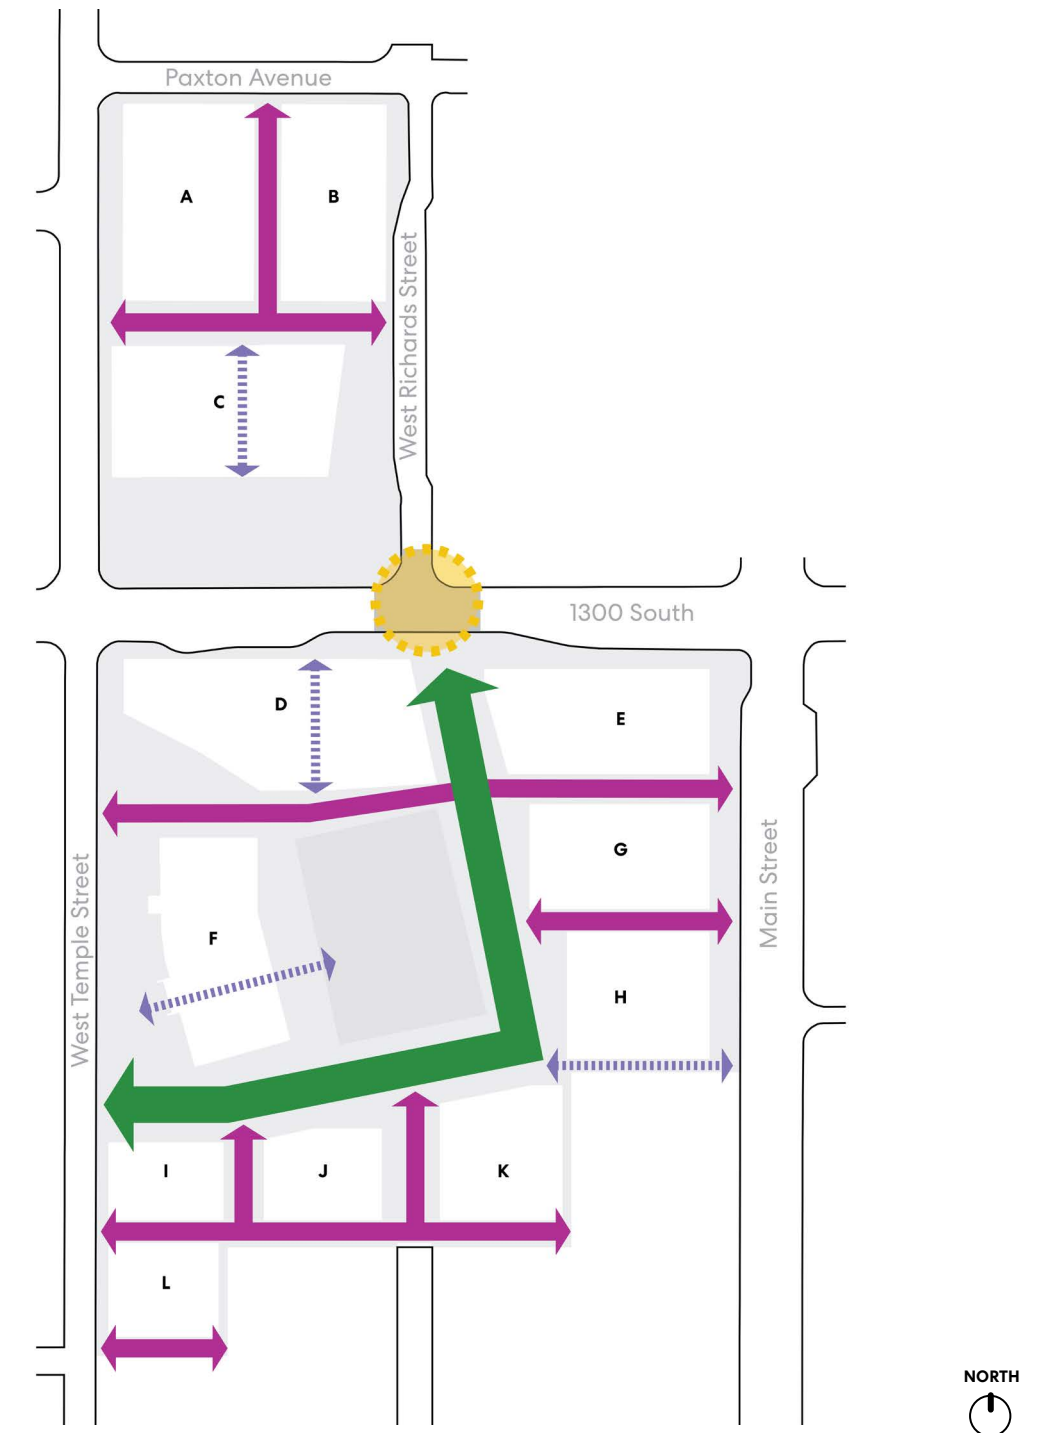 Paxton Avenue
A
B
West Richards Street
C
1300 South
D
E
G
Main Street
West Temple Street
F
H
I
J
K
L
NORTH